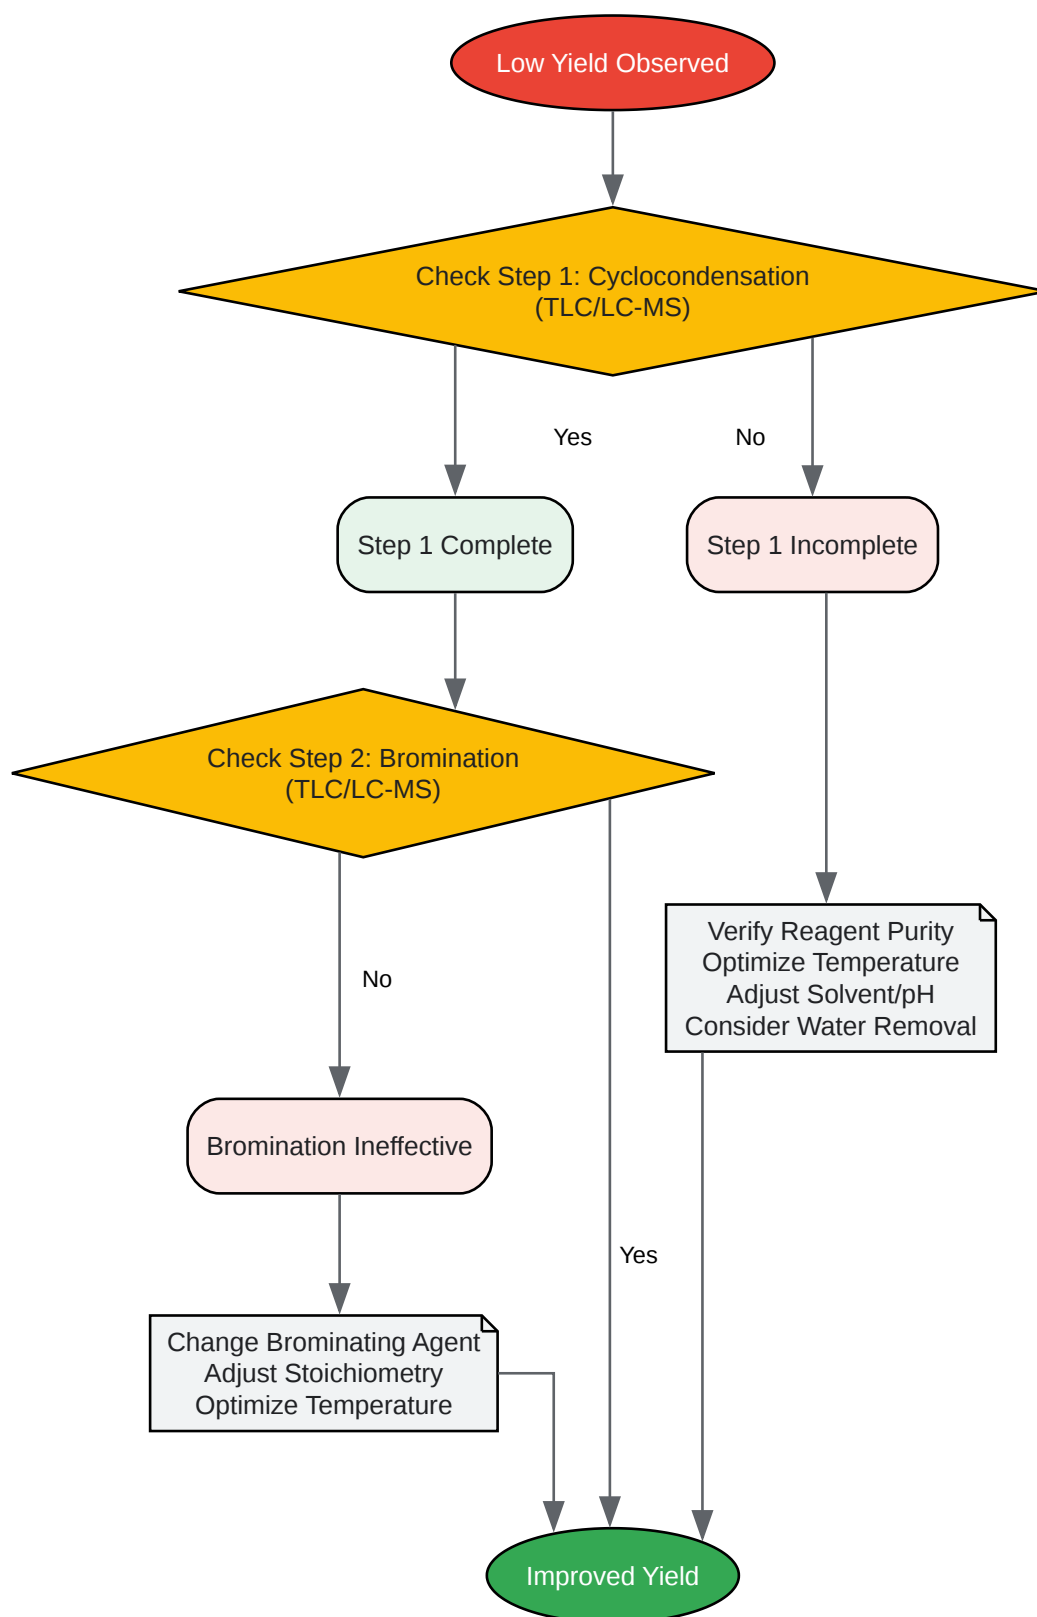 Low Yield Observed
Check Step 1: Cyclocondensation
(TLC/LC-MS)
Yes
No
Step 1 Complete
Step 1 Incomplete
Check Step 2: Bromination
(TLC/LC-MS)
Verify Reagent Purity
Optimize Temperature
Adjust Solvent/pH
Consider Water Removal
No
Bromination Ineffective
Yes
Change Brominating Agent
Adjust Stoichiometry
Optimize Temperature
Improved Yield